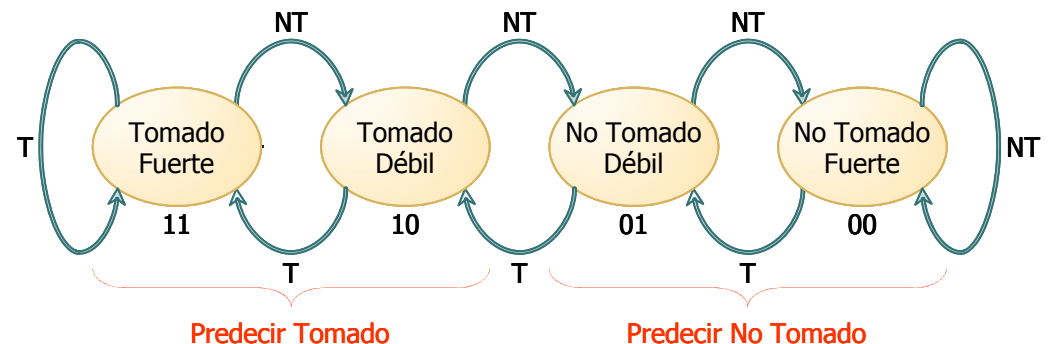 NT
NT
NT
Tomado
Fuerte
Tomado
Débil
No Tomado
Débil
No Tomado
Fuerte
T
NT
11
10
01
00
T
T
T
Predecir Tomado
Predecir No Tomado